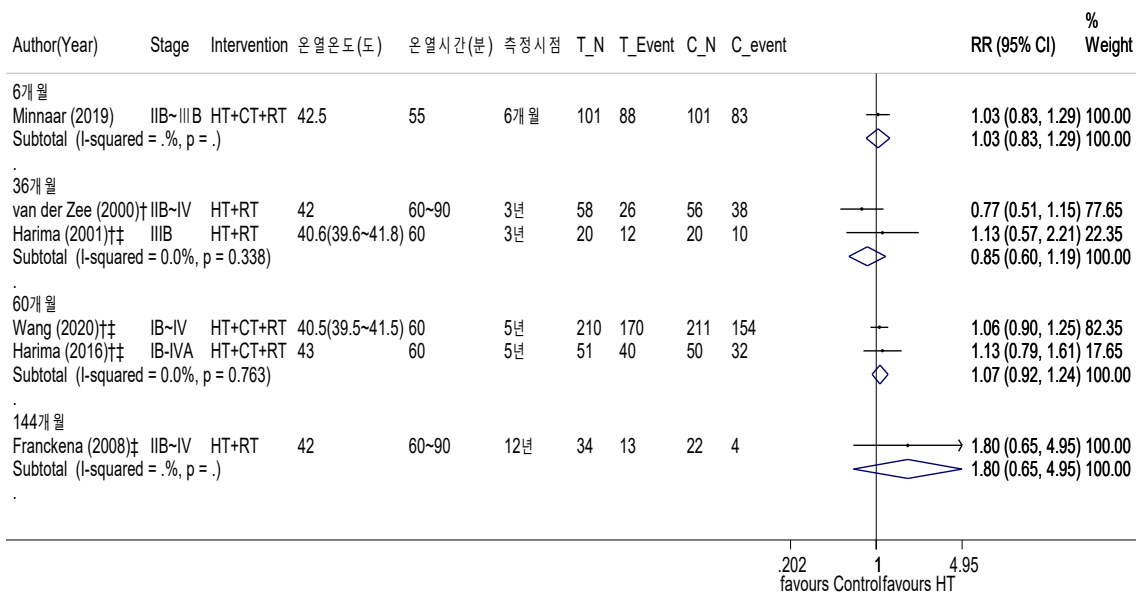 %
Author(Year) Stage Intervention 온열온도(도) 온열시간(분) 측정시점 T_N T_Event C_N C_event RR (95% CI) Weight
6개월
Minnaar (2019) IIB~IIIB HT+CT+RT 42.5 55 6개월 101 88 101 83 1.03 (0.83, 1.29) 100.00
Subtotal (I-squared = .%, p = .) 1.03 (0.83, 1.29) 100.00
.
36개월
van der Zee (2000)† IIB~IV HT+RT 42 60~90 3년 58 26 56 38 0.77 (0.51, 1.15) 77.65
Harima (2001)†‡ IIIB HT+RT 40.6(39.6~41.8) 60 3년 20 12 20 10 1.13 (0.57, 2.21) 22.35
Subtotal (I-squared = 0.0%, p = 0.338) 0.85 (0.60, 1.19) 100.00
.
60개월
Wang (2020)†‡ IB~IV HT+CT+RT 40.5(39.5~41.5) 60 5년 210 170 211 154 1.06 (0.90, 1.25) 82.35
Harima (2016)†‡ IB-IVA HT+CT+RT 43 60 5년 51 40 50 32 1.13 (0.79, 1.61) 17.65
Subtotal (I-squared = 0.0%, p = 0.763) 1.07 (0.92, 1.24) 100.00
.
144개월
Franckena (2008)‡ IIB~IV HT+RT 42 60~90 12년 34 13 22 4 1.80 (0.65, 4.95) 100.00
Subtotal (I-squared = .%, p = .) 1.80 (0.65, 4.95) 100.00
.
.202 1 4.95
favours Control favours HT